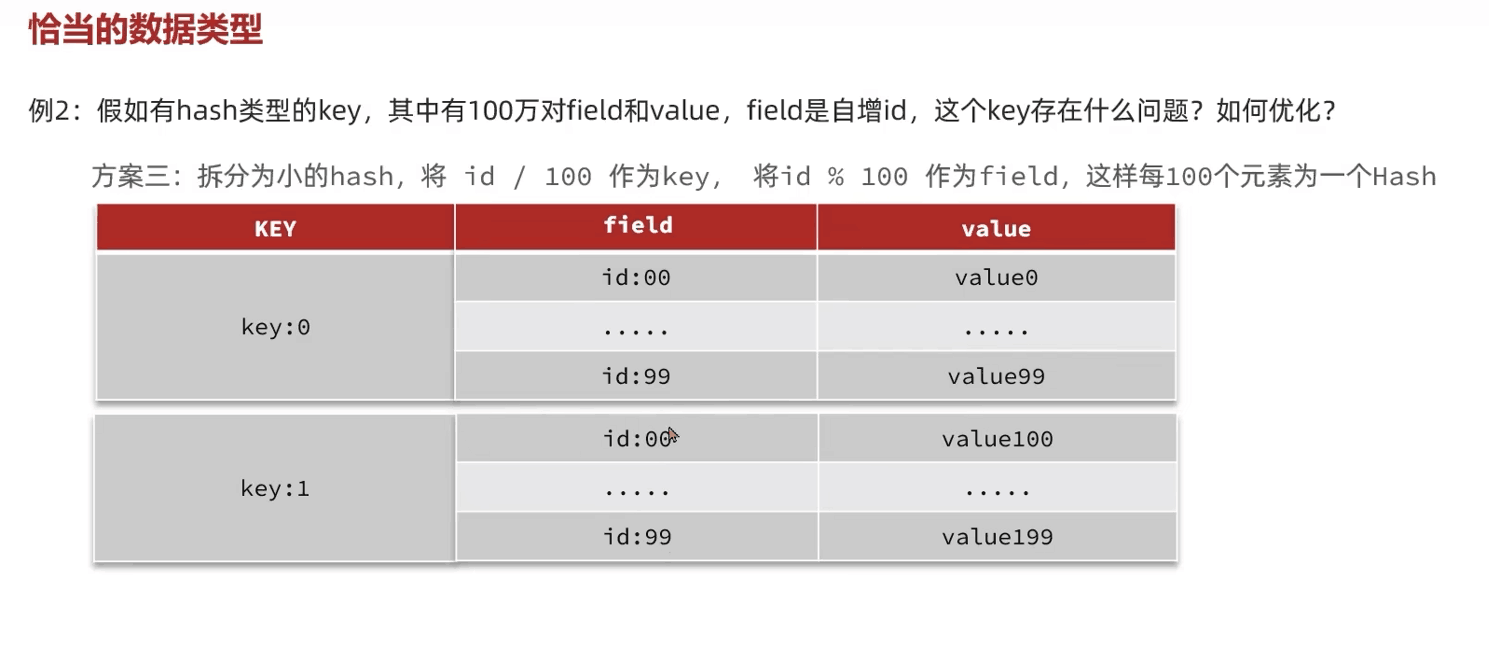 恰当的数据类型
例2：假如有hash类型的key，其中有100万对field和value，field是自增id，这个key存在什么问题？如何优化？
方案三：拆分为小的hash，将 id / 100 作为key， 将id % 100 作为field，这样每100个元素为一个Hash
KEY field value
id:00 value0
key:0 ..... .....
id:99 value99
id:00 value100
key:1 ..... .....
id:99 value199